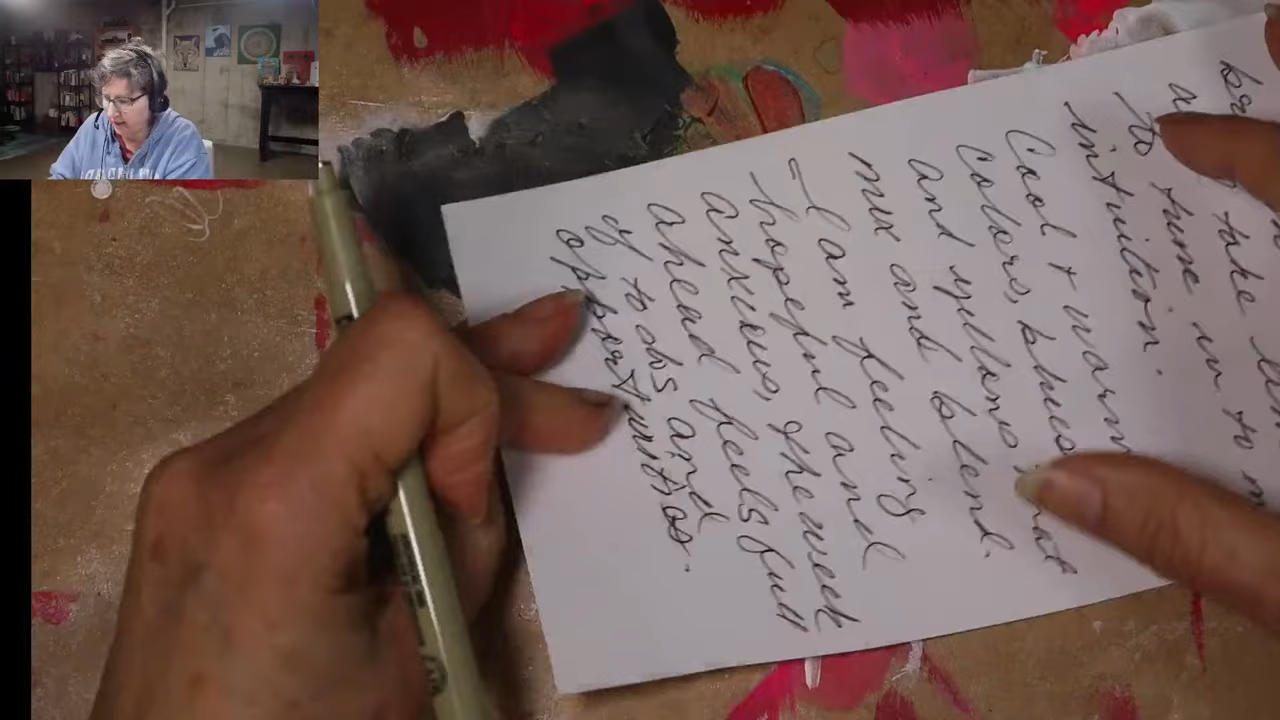 take
to tune in to m
intuition.
Cool + warm
colors, blues
and yellows
mix and blend.
- I am feeling
hopeful and
anxious, the week
ahead feels full
of tasks and
opportunities.